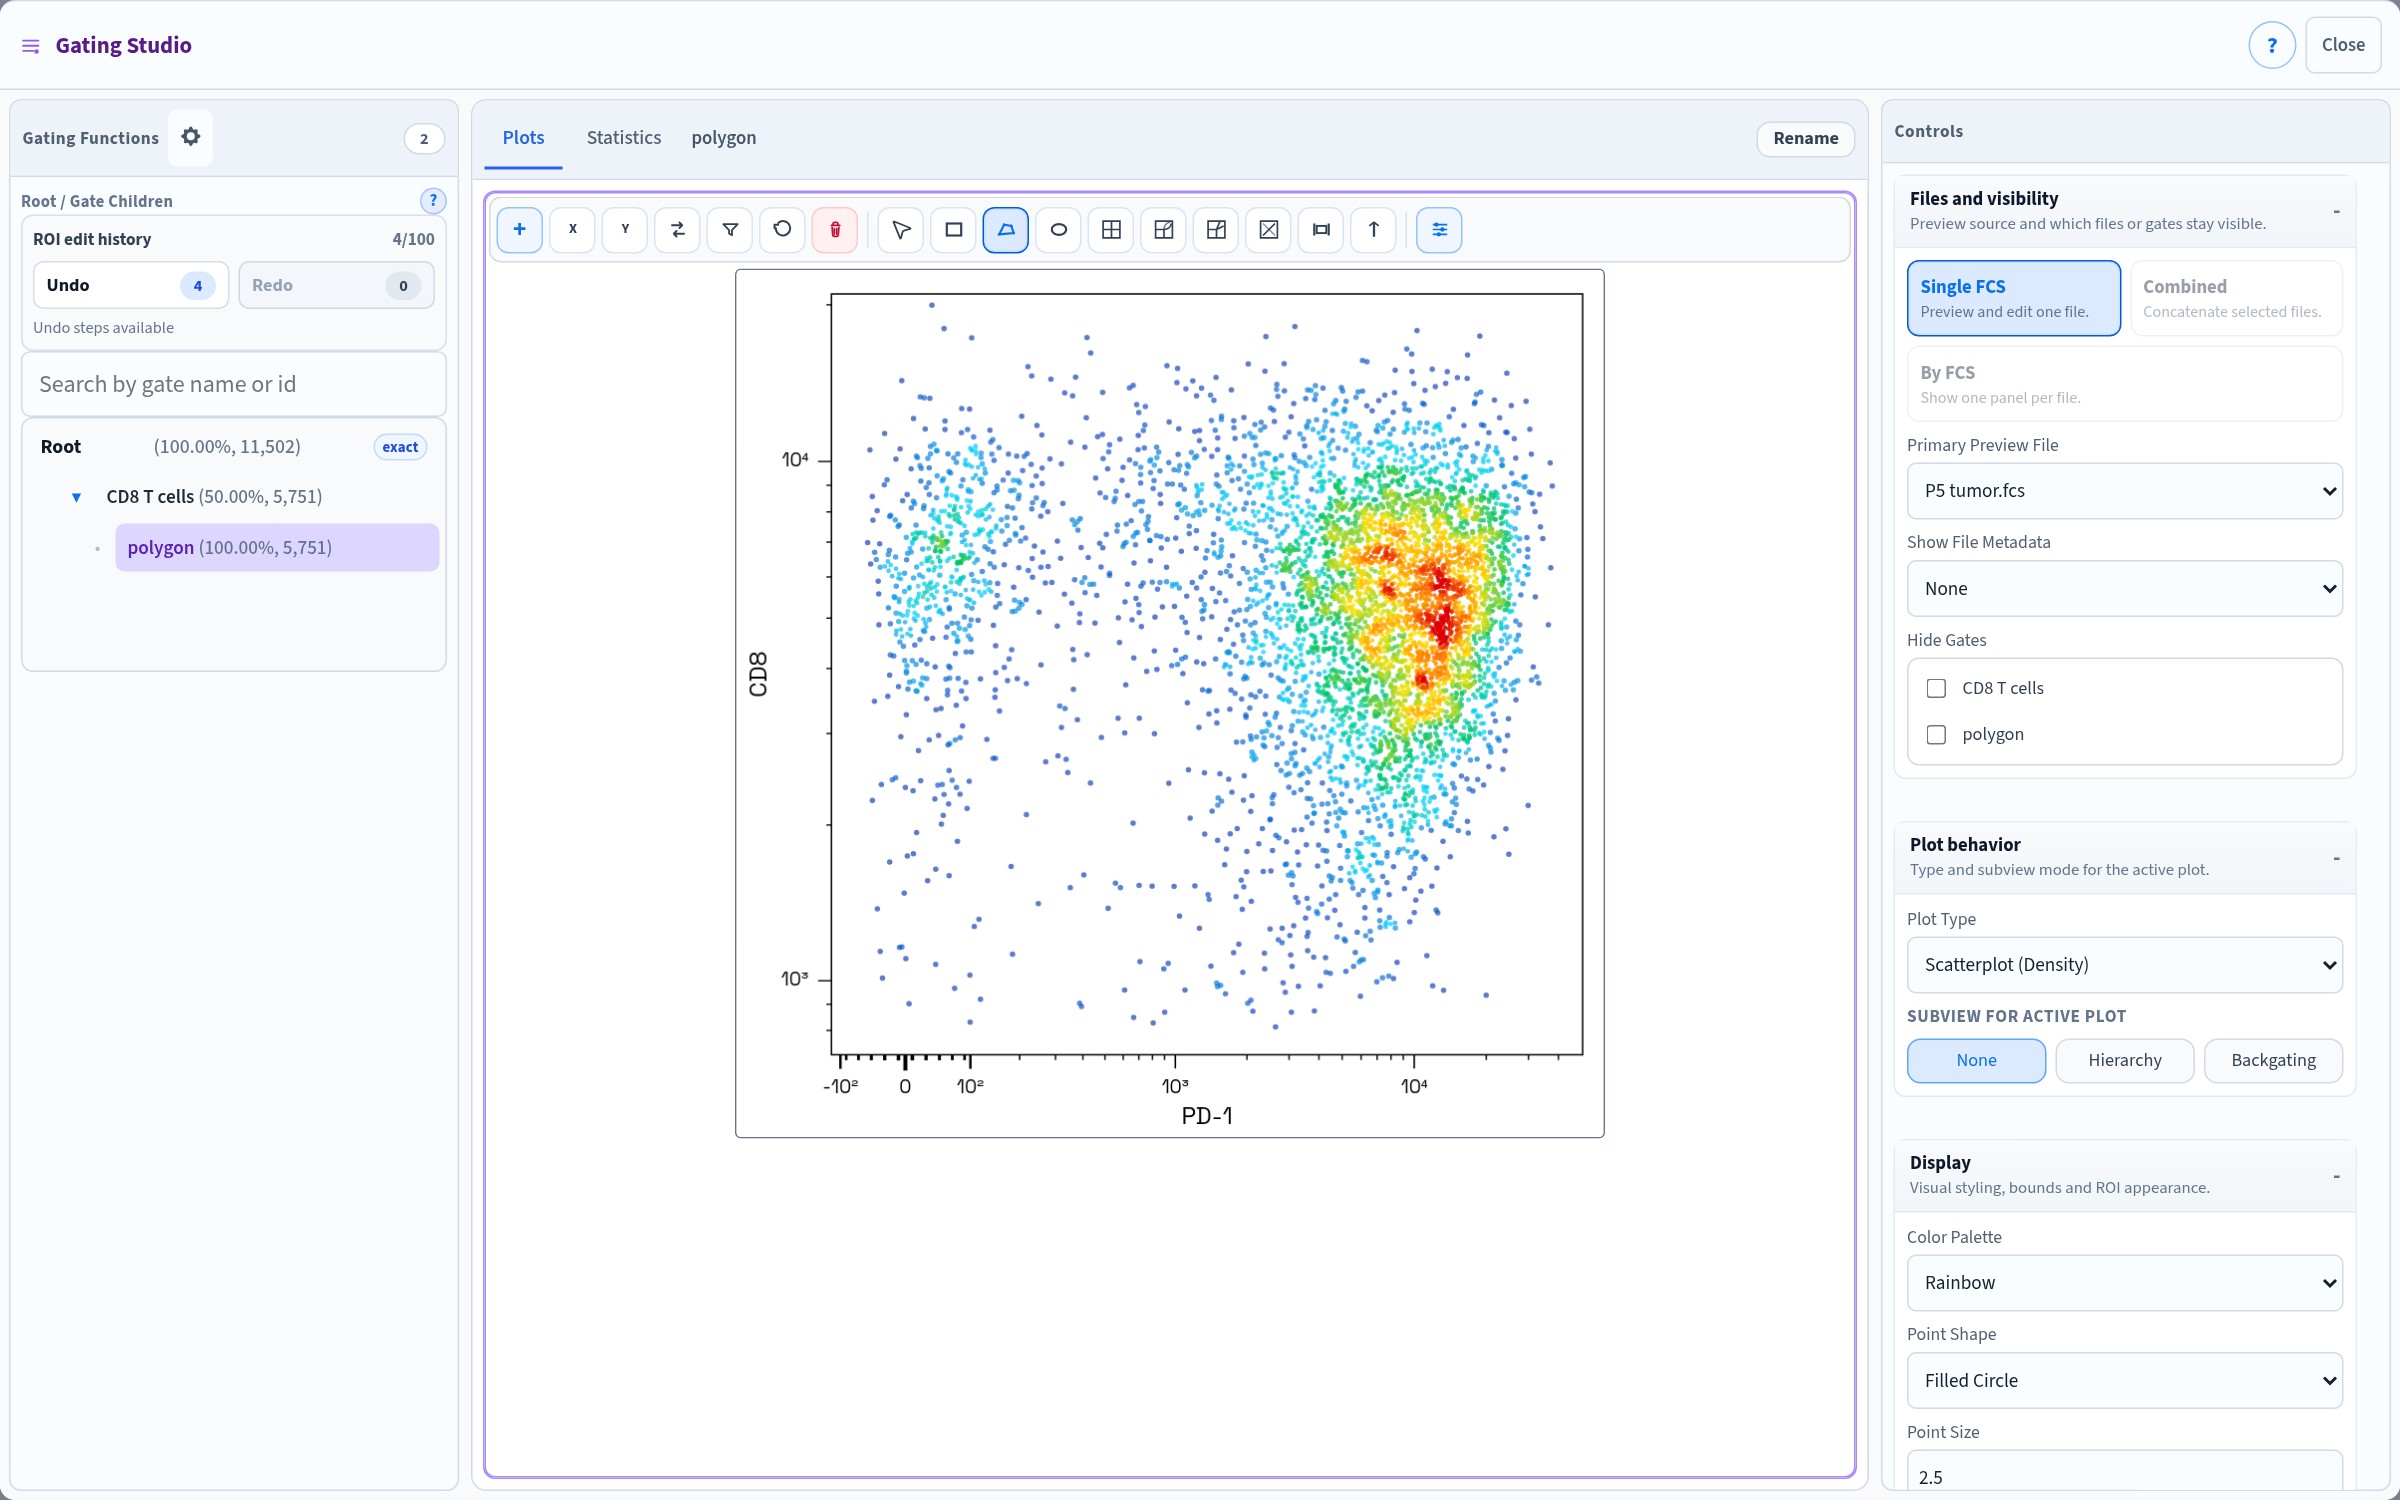 Gating Studio
?
Close
Gating Functions
2
Root / Gate Children
?
ROI edit history
4/100
Undo
4
Redo
0
Undo steps available
Search by gate name or id
Root (100.00%, 11,502) exact
CD8 T cells (50.00%, 5,751)
polygon (100.00%, 5,751)
Plots
Statistics
polygon
Rename
+
X
Y
10⁴
10³
CD8
-10²
0
10²
10³
10⁴
PD-1
Controls
Files and visibility
-
Preview source and which files or gates stay visible.
Single FCS
Preview and edit one file.
Combined
Concatenate selected files.
By FCS
Show one panel per file.
Primary Preview File
P5 tumor.fcs
Show File Metadata
None
Hide Gates
CD8 T cells
polygon
Plot behavior
-
Type and subview mode for the active plot.
Plot Type
Scatterplot (Density)
SUBVIEW FOR ACTIVE PLOT
None
Hierarchy
Backgating
Display
-
Visual styling, bounds and ROI appearance.
Color Palette
Rainbow
Point Shape
Filled Circle
Point Size
2.5